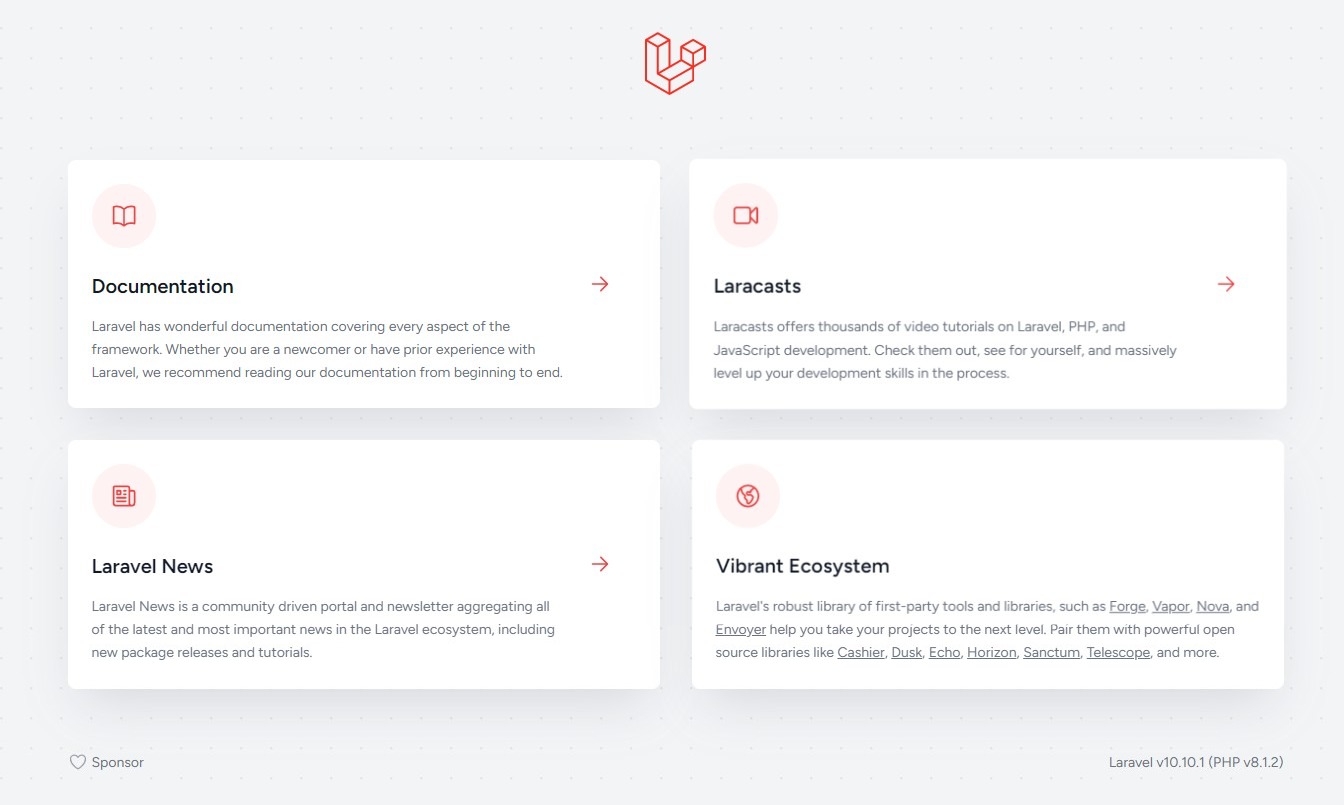 Documentation
Laravel has wonderful documentation covering every aspect of the
framework. Whether you are a newcomer or have prior experience with
Laravel, we recommend reading our documentation from beginning to end.
Laracasts
Laracasts offers thousands of video tutorials on Laravel, PHP, and
JavaScript development. Check them out, see for yourself, and massively
level up your development skills in the process.
Laravel News
Laravel News is a community driven portal and newsletter aggregating all
of the latest and most important news in the Laravel ecosystem, including
new package releases and tutorials.
Vibrant Ecosystem
Laravel's robust library of first-party tools and libraries, such as Forge, Vapor, Nova, and
Envoyer help you take your projects to the next level. Pair them with powerful open
source libraries like Cashier, Dusk, Echo, Horizon, Sanctum, Telescope, and more.
Sponsor
Laravel v10.10.1 (PHP v8.1.2)